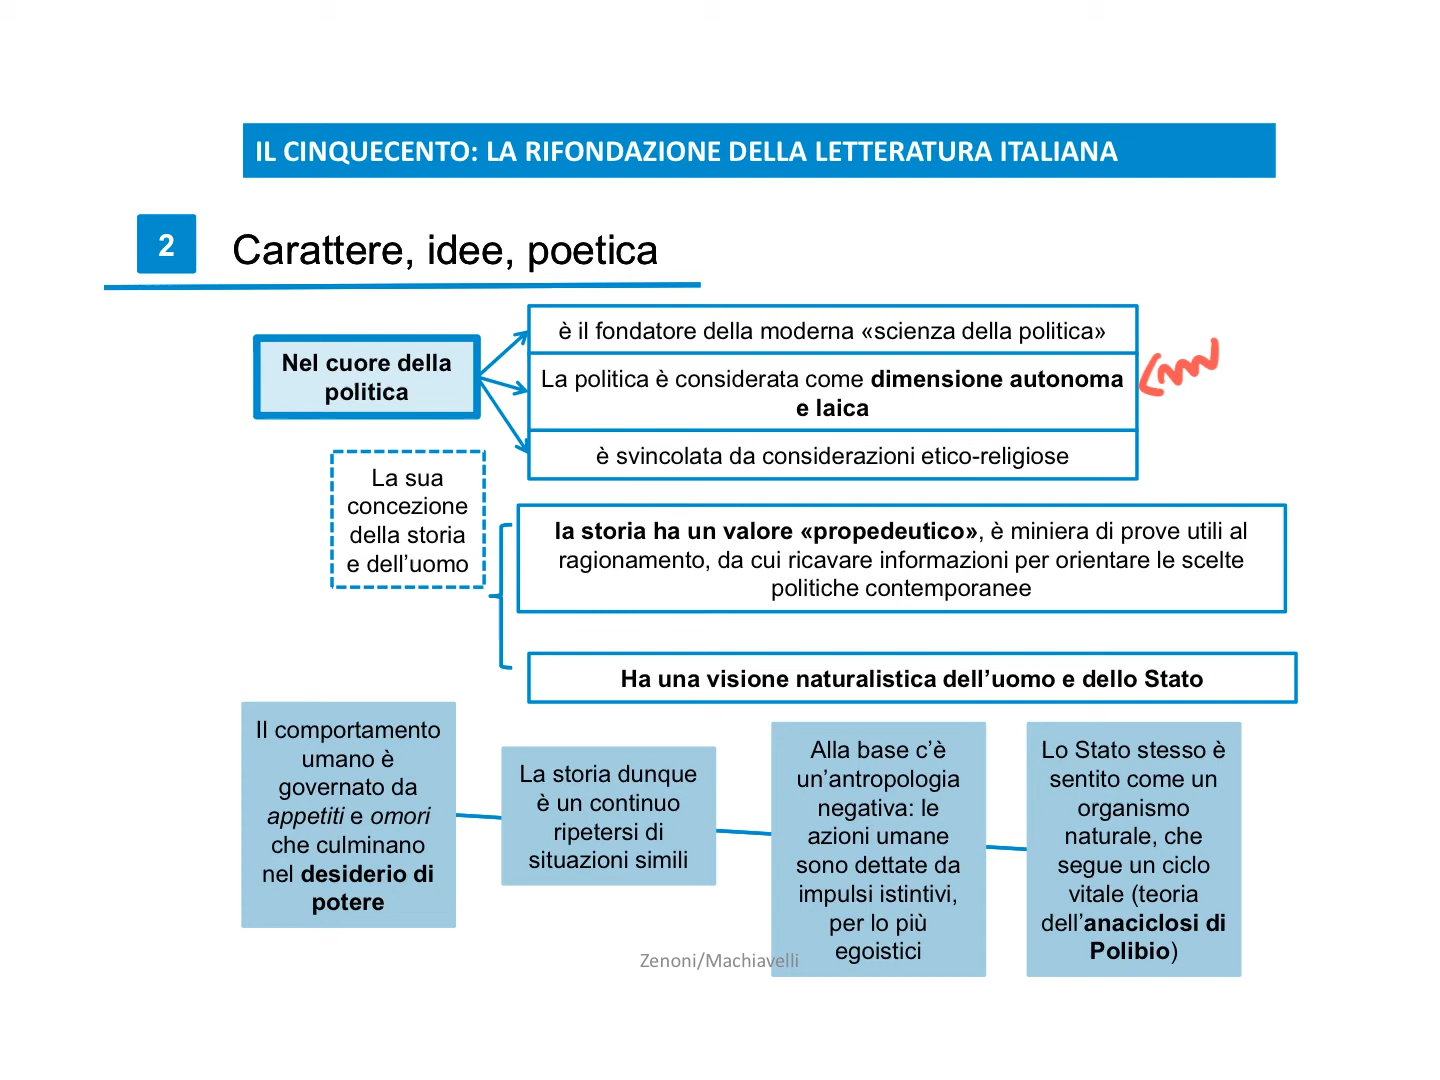 IL CINQUECENTO: LA RIFONDAZIONE DELLA LETTERATURA ITALIANA
2
Carattere, idee, poetica
Nel cuore della
politica
è il fondatore della moderna «scienza della politica»
La politica è considerata come dimensione autonoma
e laica
è svincolata da considerazioni etico-religiose
La sua
concezione
della storia
e dell’uomo
la storia ha un valore «propedeutico», è miniera di prove utili al
ragionamento, da cui ricavare informazioni per orientare le scelte
politiche contemporanee
Ha una visione naturalistica dell’uomo e dello Stato
Il comportamento
umano è
governato da
appetiti e omori
che culminano
nel desiderio di
potere
La storia dunque
è un continuo
ripetersi di
situazioni simili
Alla base c’è
un’antropologia
negativa: le
azioni umane
sono dettate da
impulsi istintivi,
per lo più
egoistici
Lo Stato stesso è
sentito come un
organismo
naturale, che
segue un ciclo
vitale (teoria
dell’anaciclosi di
Polibio)
Zenoni/Machiavelli